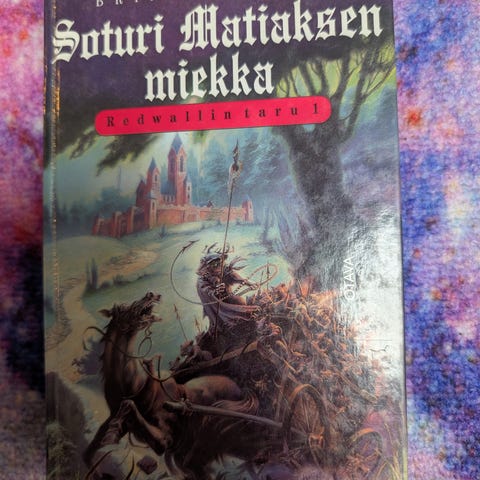 Soturi Matiaksen
miekka
Redwallin taru 1
OTAVA